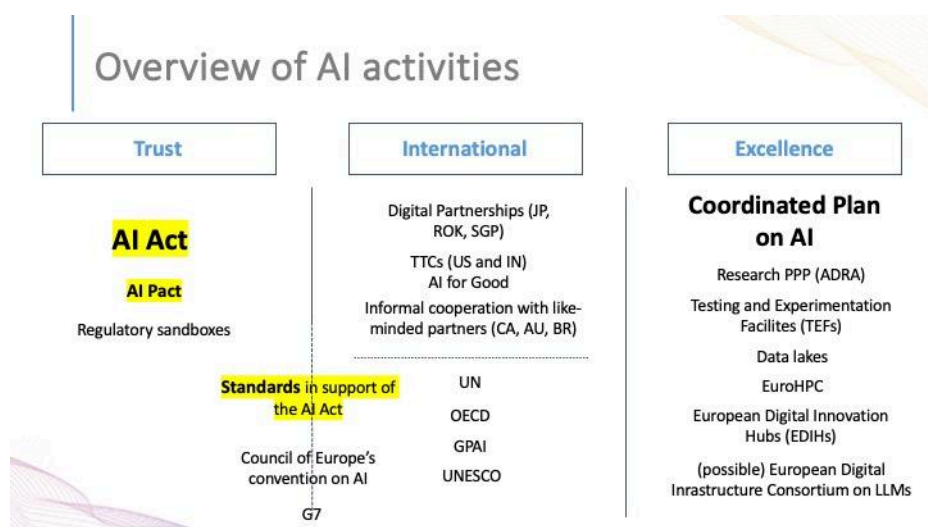 Overview of AI activities
Trust
AI Act
AI Pact
Regulatory sandboxes
Standards in support of
the AI Act
Council of Europe's
convention on AI
G7
International
Digital Partnerships (JP,
ROK, SGP)
TTCs (US and IN)
AI for Good
Informal cooperation with like-
minded partners (CA, AU, BR)
UN
OECD
GPAI
UNESCO
Excellence
Coordinated Plan
on AI
Research PPP (ADRA)
Testing and Experimentation
Facilites (TEFs)
Data lakes
EuroHPC
European Digital Innovation
Hubs (EDIHs)
(possible) European Digital
Inrastructure Consortium on LLMs